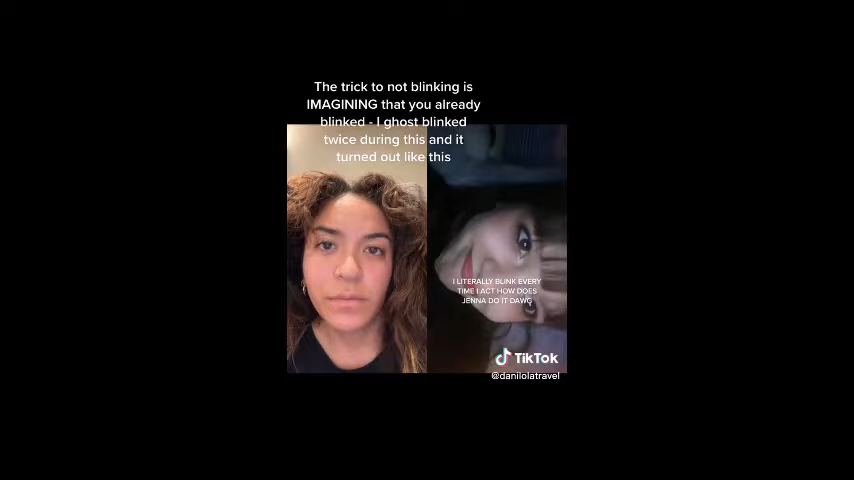 The trick to not blinking is
IMAGINING that you already
blinked - I ghost blinked
twice during this and it
turned out like this
I LITERALLY BLINK EVERY
TIME I ACT HOW DOES
JENNA DO IT DAWG
TikTok
@danilolatravel